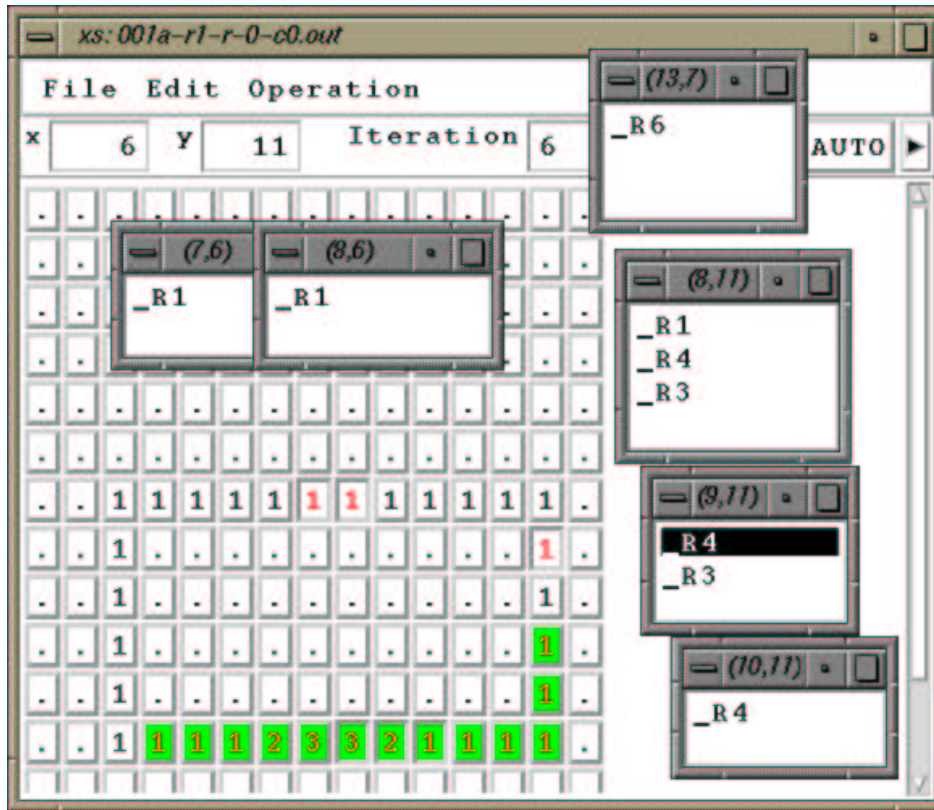 xs: 001a-r1-r-0-c0.out
File Edit Operation
x 6 y 11 Iteration 6 AUTO
. . . . . . . . . . . . . . .
. . . . .
. . . . .
. . . . .
. . . . . . . . . . . . . . .
. . . . . . . . . . . . . . .
. . 1 1 1 1 1 1 1 1 1 1 1 1 .
. . 1 . . . . . . . . . . 1 .
. . 1 . . . . . . . . . . 1 .
. . 1 . . . . . . . . . . 1 .
. . 1 . . . . . . . . . . 1 .
. . 1 1 1 1 2 3 3 2 1 1 1 1 .
(7,6)
_R1
(8,6)
_R1
(13,7)
_R6
(8,11)
_R1
_R4
_R3
(9,11)
_R4
_R3
(10,11)
_R4